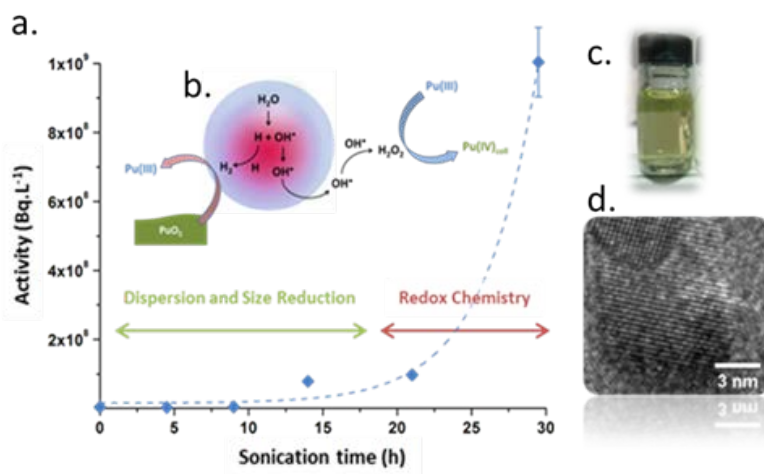 a.
b.
c.
d.
1x10⁹
8x10⁸
6x10⁸
4x10⁸
2x10⁸
Activity (Bq.L⁻¹)
H₂O
H + OH•
H₂
H
OH•
OH•
OH•
H₂O₂
Pu(III)
Pu(IV)coll
Pu(III)
PuO₂
Dispersion and Size Reduction
Redox Chemistry
0
5
10
15
20
25
30
Sonication time (h)
3 nm